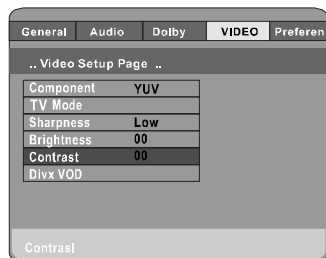 General Audio Dolby VIDEO Preferen
.. Video Setup Page ..
Component YUV
TV Mode
Sharpness Low
Brightness 00
Contrast 00
Divx VOD
Contrast